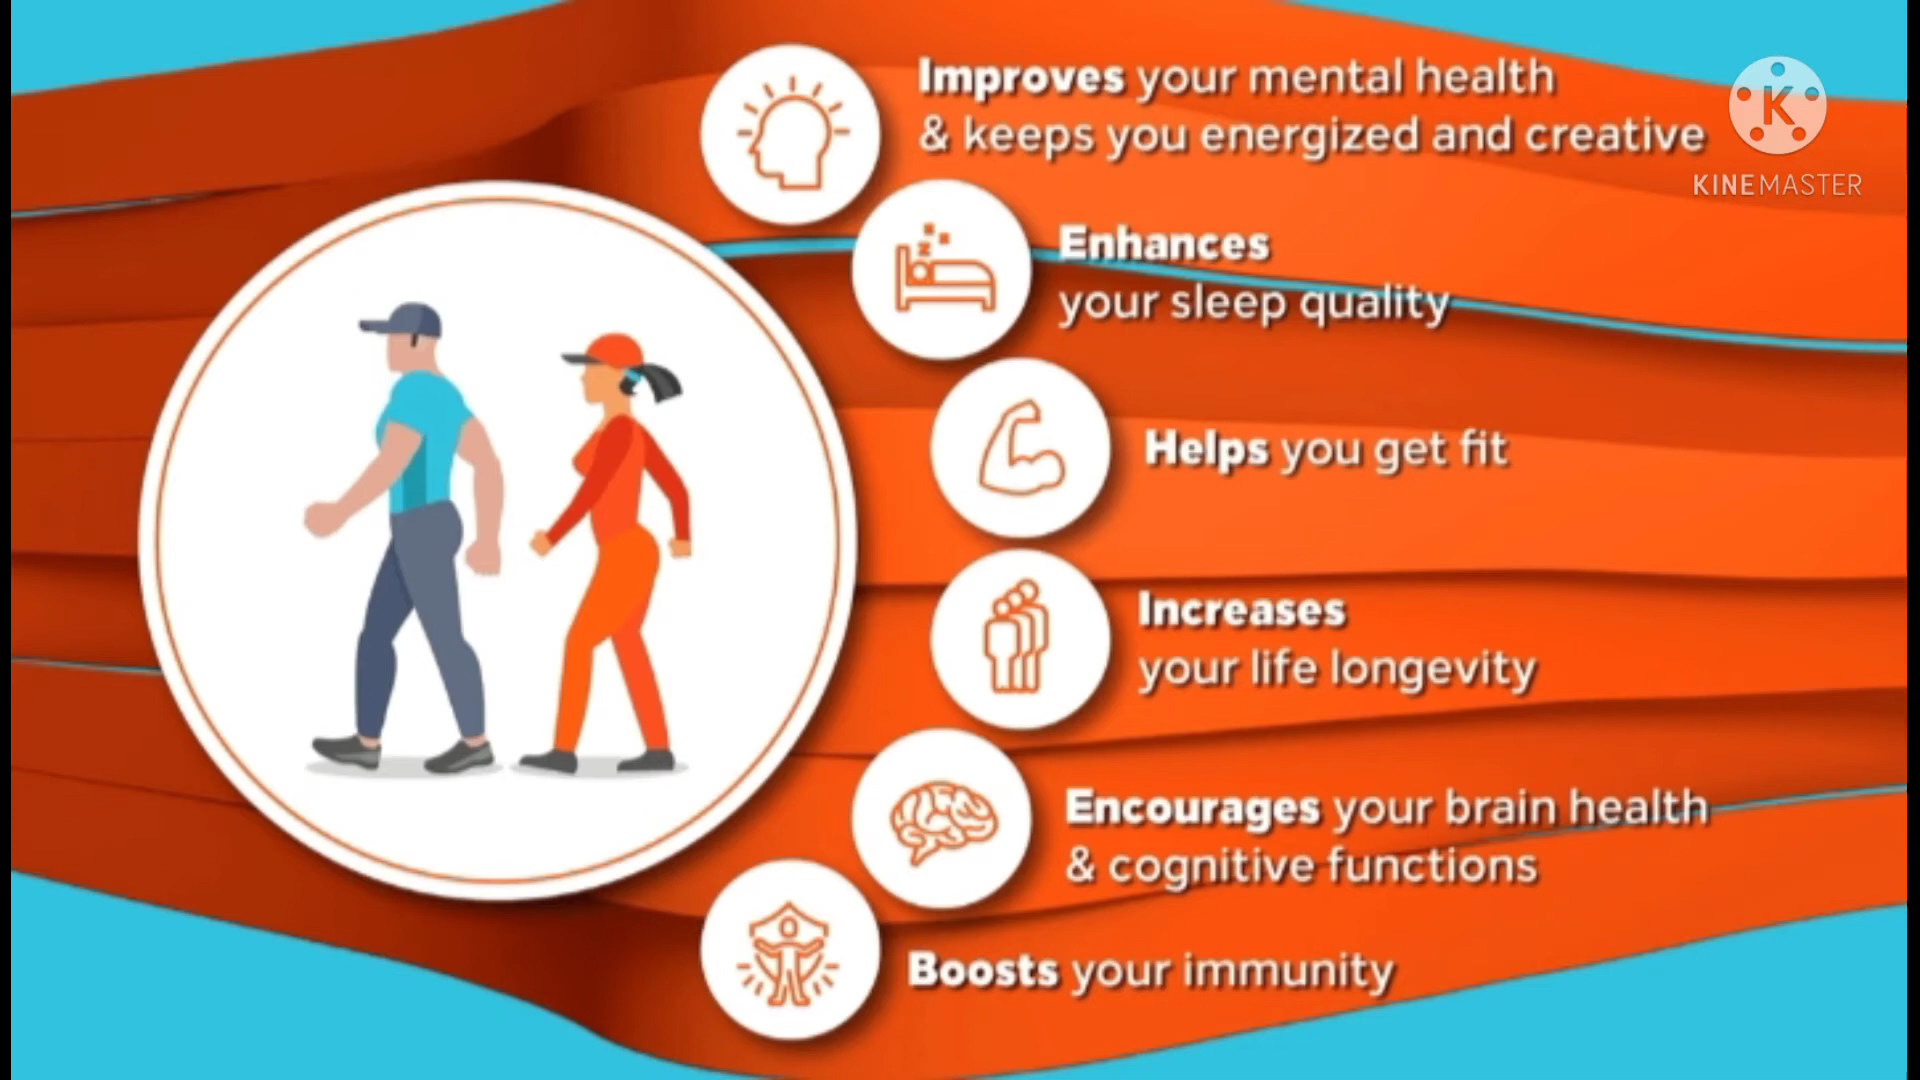 Improves your mental health
& keeps you energized and creative
K
KINEMASTER
Enhances
your sleep quality
Helps you get fit
Increases
your life longevity
Encourages your brain health
& cognitive functions
Boosts your immunity